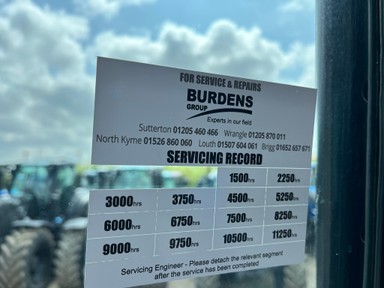 FOR SERVICE & REPAIRS
BURDENS
GROUP
Experts in our field
Sutterton 01205 460 466 Wrangle 01205 870 011
North Kyme 01526 860 060 Louth 01507 604 061 Brigg 01652 657 671
SERVICING RECORD
1500hrs 2250hrs
3000hrs 3750hrs 4500hrs 5250hrs
6000hrs 6750hrs 7500hrs 8250hrs
9000hrs 9750hrs 10500hrs 11250hrs
Servicing Engineer - Please detach the relevant segment
after the service has been completed.